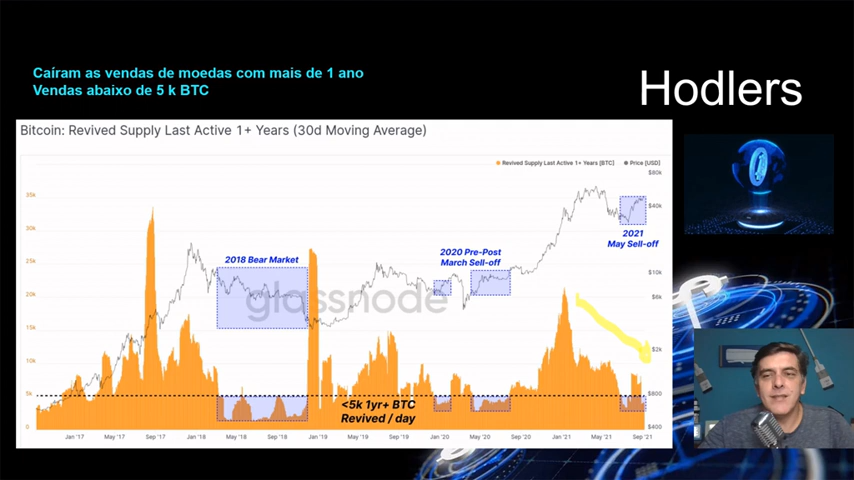 Caíram as vendas de moedas com mais de 1 ano
Vendas abaixo de 5 k BTC
Hodlers
Bitcoin: Revived Supply Last Active 1+ Years (30d Moving Average)
Revived Supply Last Active 1+ Years [BTC]
Price [USD]
35k
30k
25k
20k
15k
10k
5k
0
$80k
$40k
$10k
$6k
$2k
$800
$400
2018 Bear Market
2020 Pre-Post
March Sell-off
2021
May Sell-off
glassnode
<5k 1yr+ BTC
Revived / day
Jan '17
May '17
Sep '17
Jan '18
May '18
Sep '18
Jan '19
May '19
Sep '19
Jan '20
May '20
Sep '20
Jan '21
May '21
Sep '21